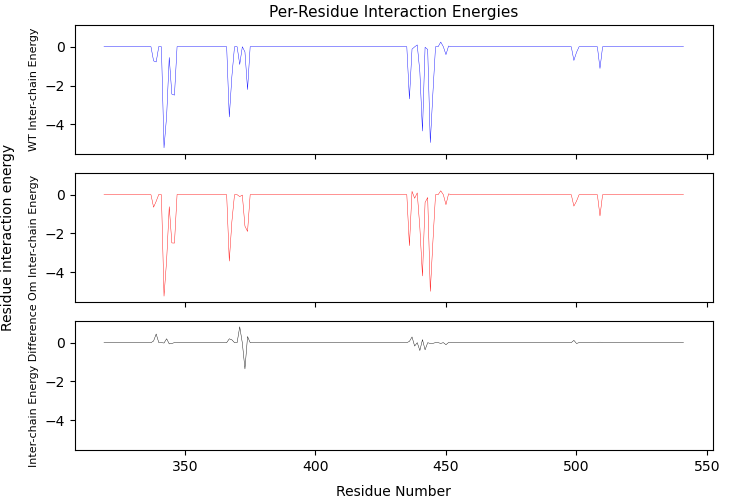 Per-Residue Interaction Energies
Residue interaction energy
WT Inter-chain Energy
0
−2
−4
Om Inter-chain Energy
0
−2
−4
Inter-chain Energy Difference
0
−2
−4
350
400
450
500
550
Residue Number